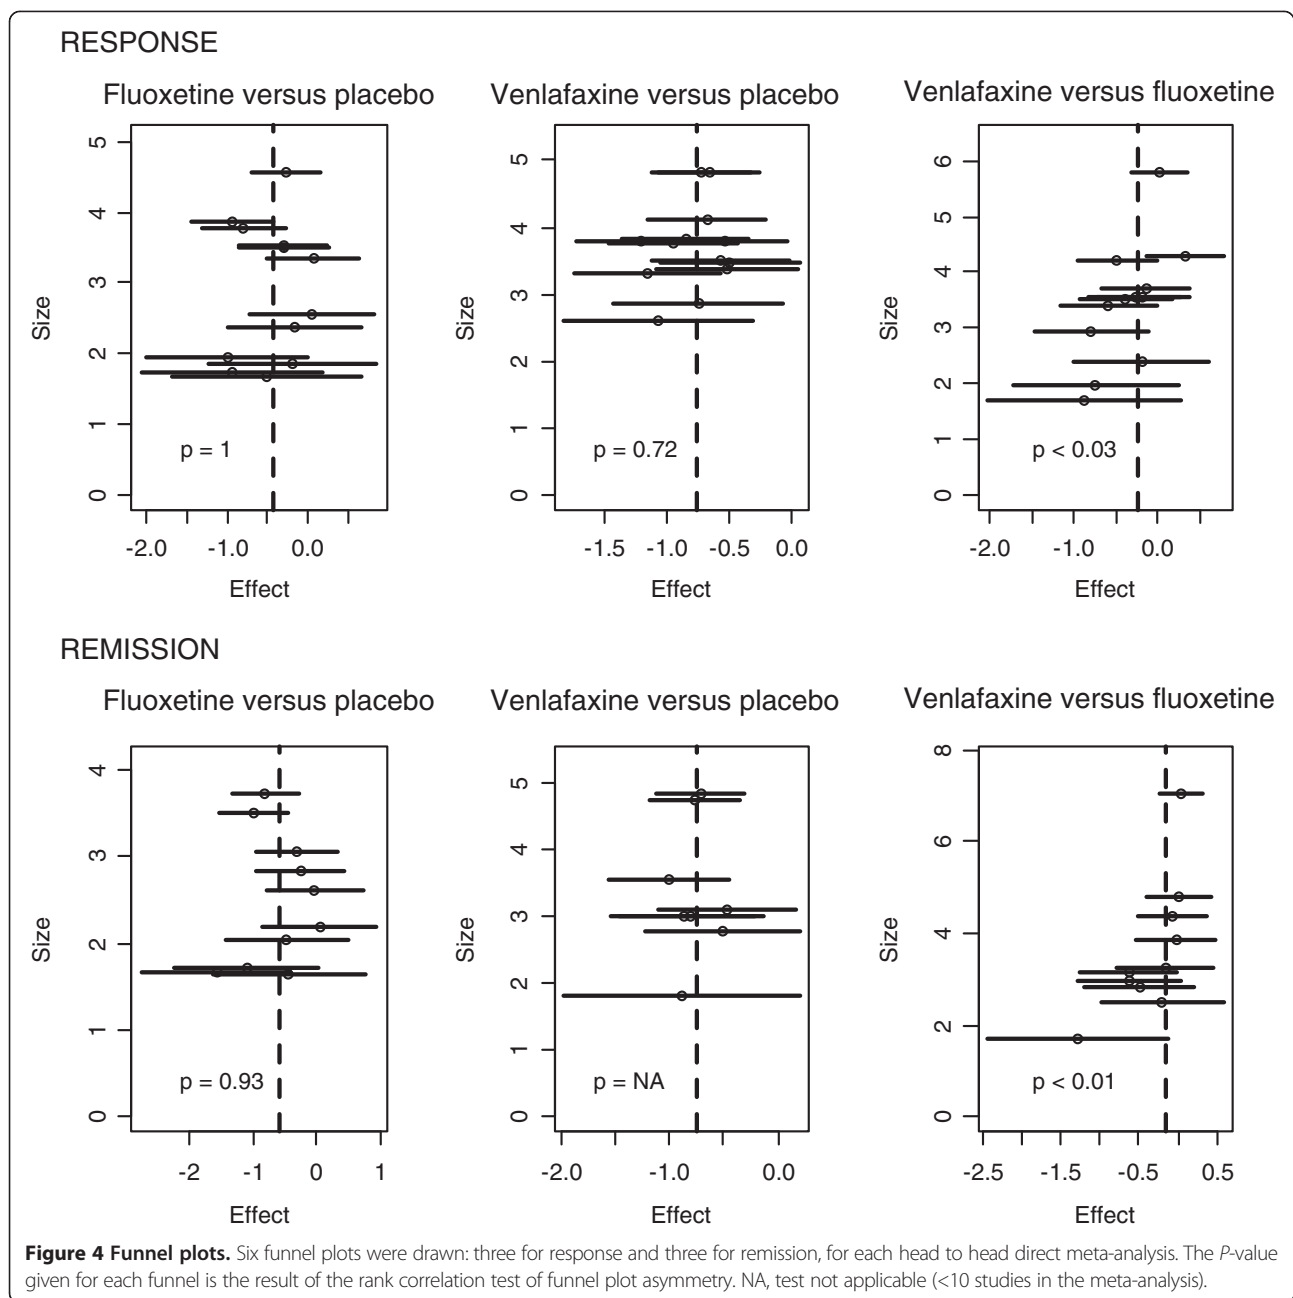 RESPONSE
Fluoxetine versus placebo
Size
5
4
3
2
1
0
p = 1
-2.0 -1.0 0.0
Effect
Venlafaxine versus placebo
Size
5
4
3
2
1
0
p = 0.72
-1.5 -1.0 -0.5 0.0
Effect
Venlafaxine versus fluoxetine
Size
6
5
4
3
2
1
0
p < 0.03
-2.0 -1.0 0.0
Effect
REMISSION
Fluoxetine versus placebo
Size
4
3
2
1
0
p = 0.93
-2 -1 0 1
Effect
Venlafaxine versus placebo
Size
5
4
3
2
1
0
p = NA
-2.0 -1.0 0.0
Effect
Venlafaxine versus fluoxetine
Size
8
6
4
2
0
p < 0.01
-2.5 -1.5 -0.5 0.5
Effect
Figure 4 Funnel plots. Six funnel plots were drawn: three for response and three for remission, for each head to head direct meta-analysis. The P-value
given for each funnel is the result of the rank correlation test of funnel plot asymmetry. NA, test not applicable (<10 studies in the meta-analysis).